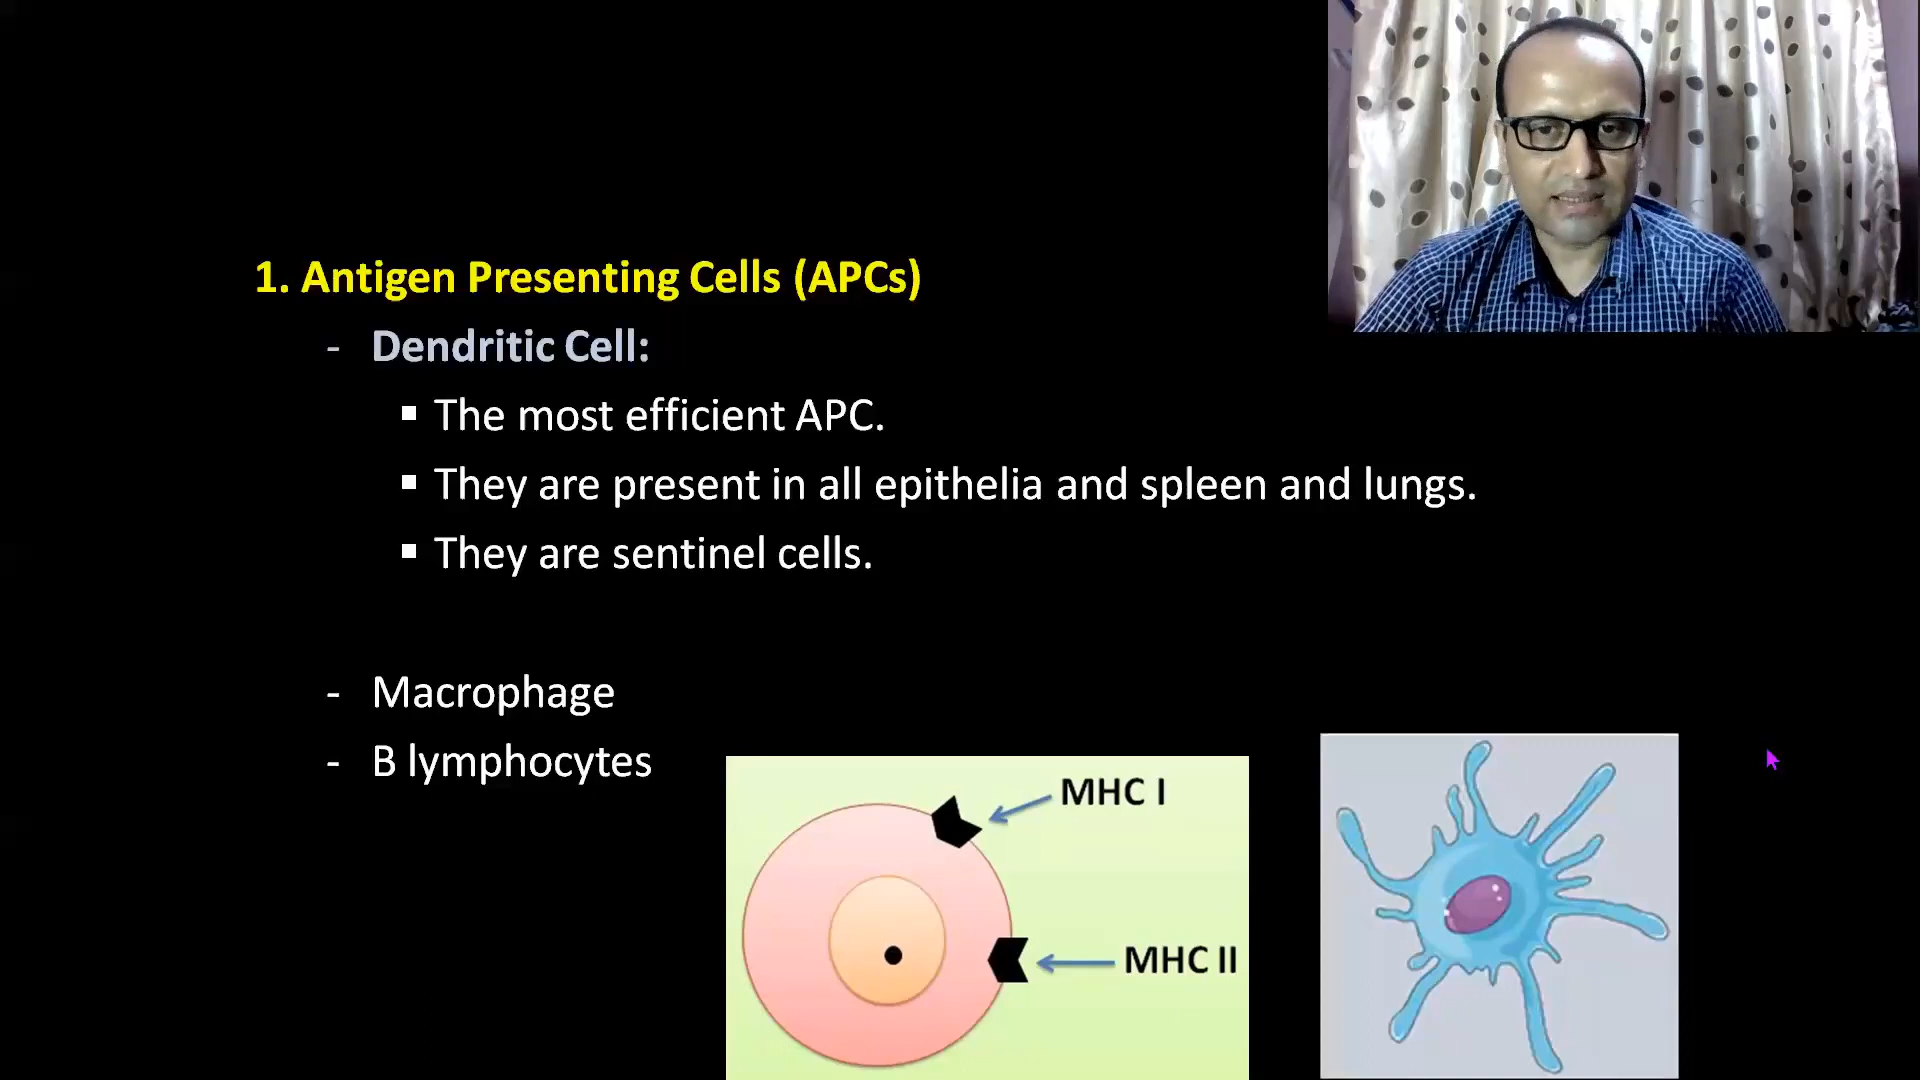 1. Antigen Presenting Cells (APCs)
- Dendritic Cell:
▪ The most efficient APC.
▪ They are present in all epithelia and spleen and lungs.
▪ They are sentinel cells.
- Macrophage
- B lymphocytes
MHC I
MHC II